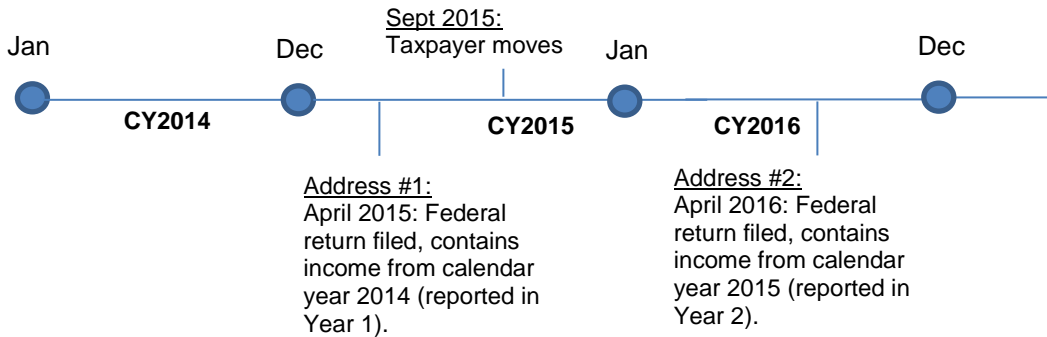 Sept 2015:
Taxpayer moves
Jan
Dec
Jan
Dec
CY2014
CY2015
CY2016
Address #1:
April 2015: Federal
return filed, contains
income from calendar
year 2014 (reported in
Year 1).
Address #2:
April 2016: Federal
return filed, contains
income from calendar
year 2015 (reported in
Year 2).